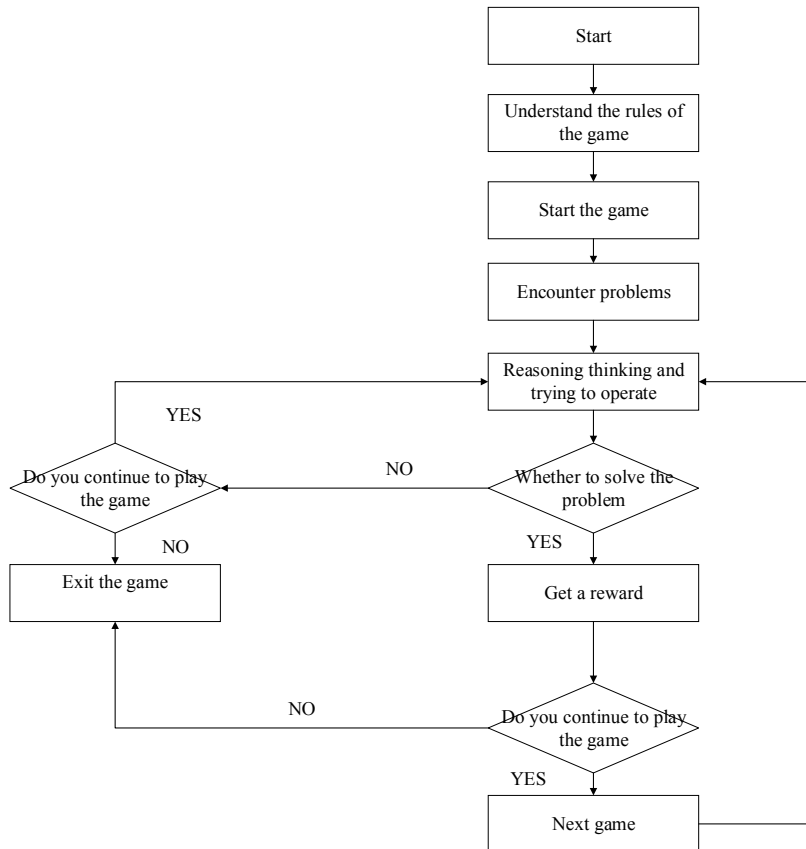 Start
Understand the rules of
the game
Start the game
Encounter problems
Reasoning thinking and
trying to operate
YES
Do you continue to play
the game
NO
Whether to solve the
problem
NO
YES
Exit the game
Get a reward
NO
Do you continue to play
the game
YES
Next game